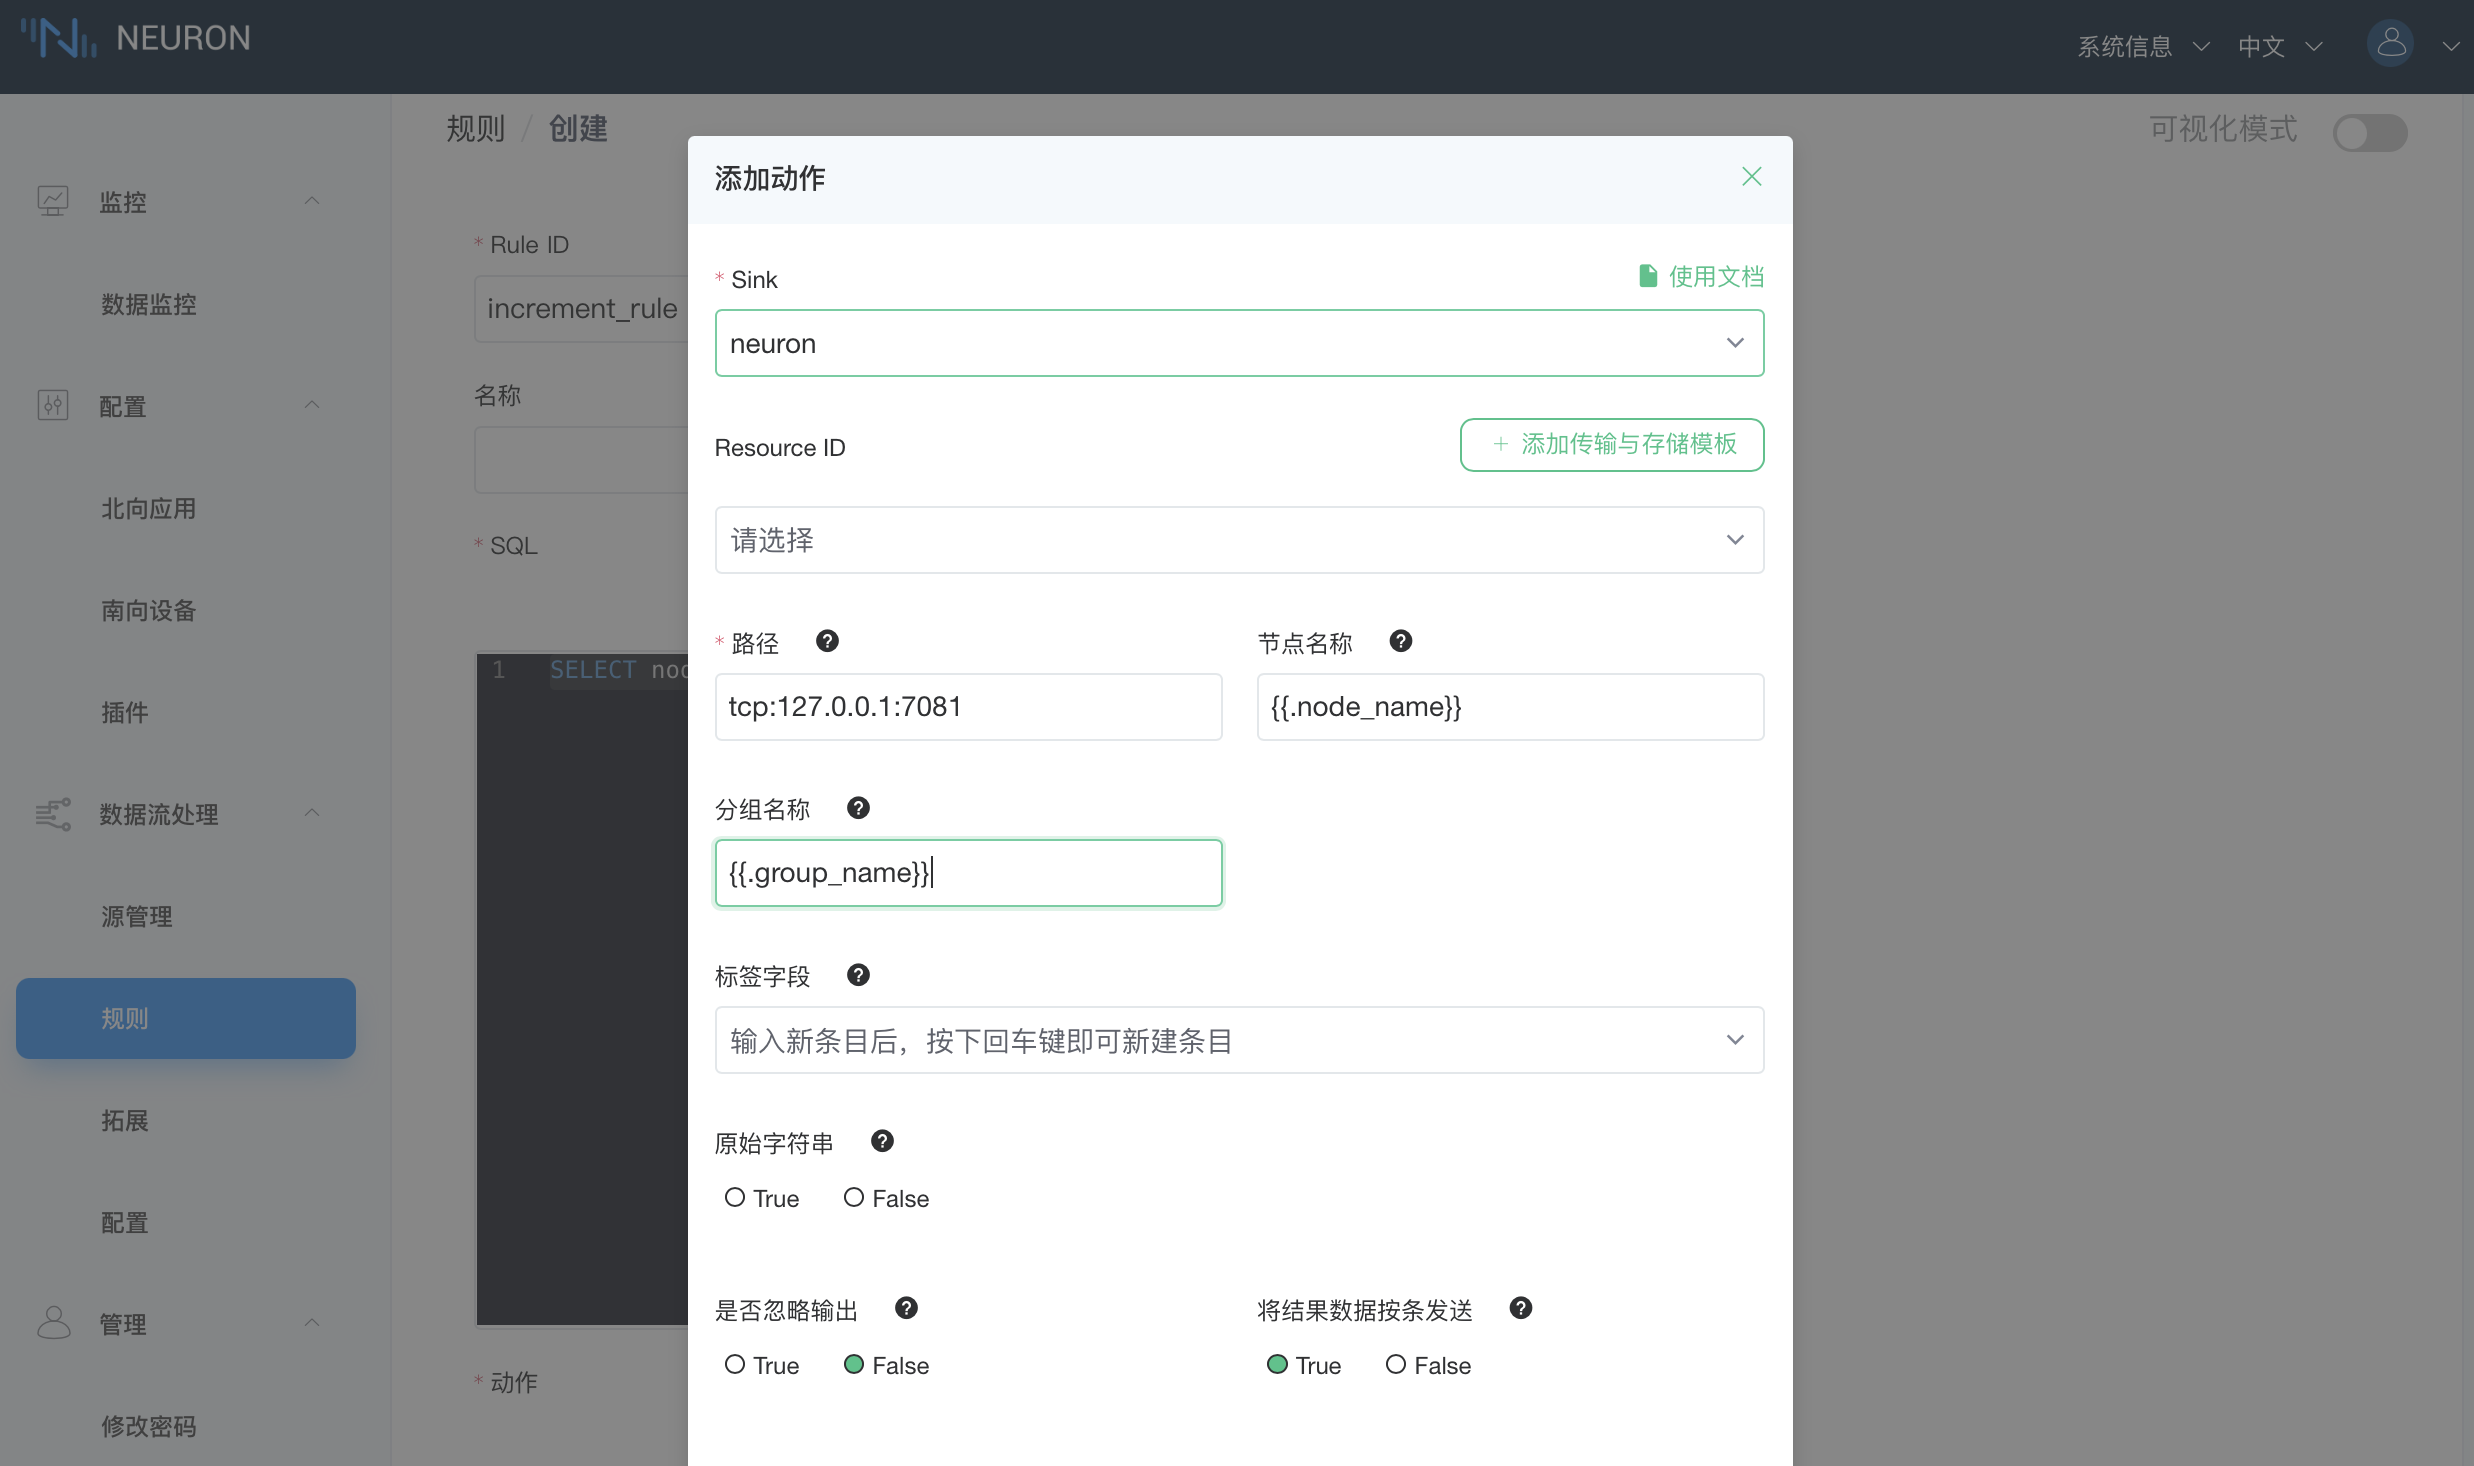 NEURON
系统信息
中文
监控
数据监控
配置
北向应用
南向设备
插件
数据流处理
源管理
规则
拓展
配置
管理
修改密码
规则 / 创建
可视化模式
* Rule ID
increment_rule
名称
* SQL
1 SELECT
* 动作
添加动作
* Sink
使用文档
neuron
Resource ID
+ 添加传输与存储模板
请选择
* 路径
节点名称
tcp:127.0.0.1:7081
{{.node_name}}
分组名称
{{.group_name}}
标签字段
输入新条目后，按下回车键即可新建条目
原始字符串
True False
是否忽略输出
将结果数据按条发送
True False
True False